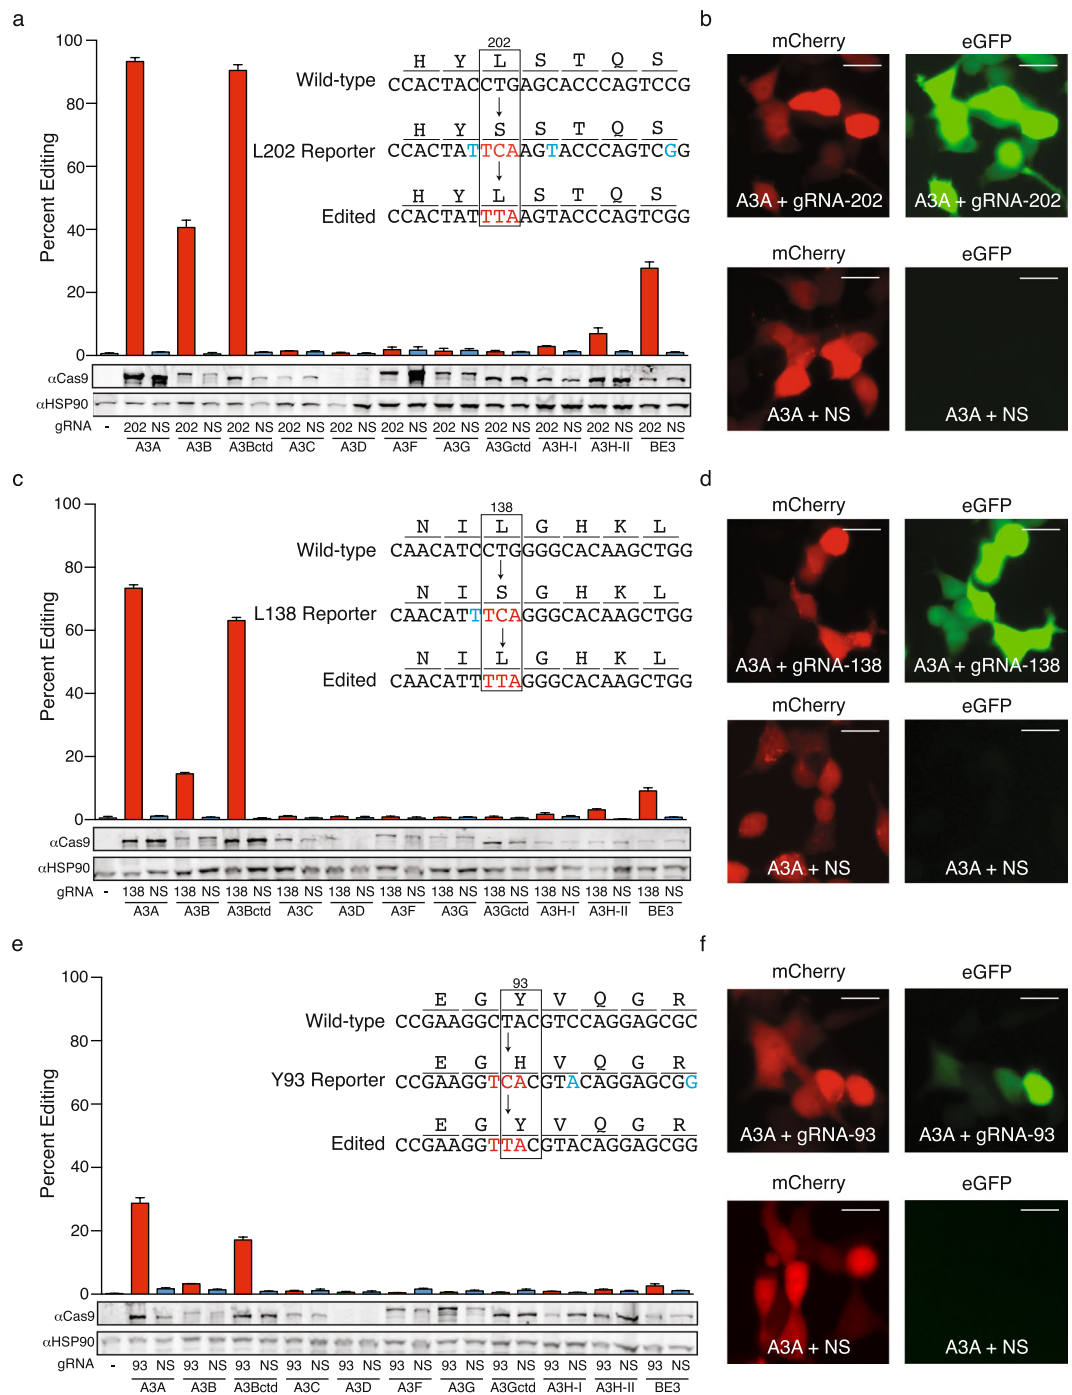 a
Percent Editing
100
80
60
40
20
0
202
H Y L S T Q S
Wild-type CCACTACCTGAGCACCCAGTCCG
H Y S S T Q S
L202 Reporter CCACTATTCAAGTACCCAGTCGG
H Y L S T Q S
Edited CCACTATTTAAGTACCCAGTCGG
αCas9
αHSP90
gRNA - 202 NS 202 NS 202 NS 202 NS 202 NS 202 NS 202 NS 202 NS 202 NS 202 NS 202 NS
A3A A3B A3Bctd A3C A3D A3F A3G A3Gctd A3H-I A3H-II BE3
b
mCherry eGFP
A3A + gRNA-202 A3A + gRNA-202
mCherry eGFP
A3A + NS A3A + NS
c
Percent Editing
100
80
60
40
20
0
138
N I L G H K L
Wild-type CAACATCCTGGGGCACAAGCTGG
N I S G H K L
L138 Reporter CAACATTTCAGGGCACAAGCTGG
N I L G H K L
Edited CAACATTTTAGGGCACAAGCTGG
αCas9
αHSP90
gRNA - 138 NS 138 NS 138 NS 138 NS 138 NS 138 NS 138 NS 138 NS 138 NS 138 NS 138 NS
A3A A3B A3Bctd A3C A3D A3F A3G A3Gctd A3H-I A3H-II BE3
d
mCherry eGFP
A3A + gRNA-138 A3A + gRNA-138
mCherry eGFP
A3A + NS A3A + NS
e
Percent Editing
100
80
60
40
20
0
93
E G Y V Q G R
Wild-type CCGAAGGCTACGTCCAGGAGCGC
E G H V Q G R
Y93 Reporter CCGAAGGTCACGTACAGGAGCGG
E G Y V Q G R
Edited CCGAAGGTTACGTACAGGAGCGG
αCas9
αHSP90
gRNA - 93 NS 93 NS 93 NS 93 NS 93 NS 93 NS 93 NS 93 NS 93 NS 93 NS 93 NS
A3A A3B A3Bctd A3C A3D A3F A3G A3Gctd A3H-I A3H-II BE3
f
mCherry eGFP
A3A + gRNA-93 A3A + gRNA-93
mCherry eGFP
A3A + NS A3A + NS